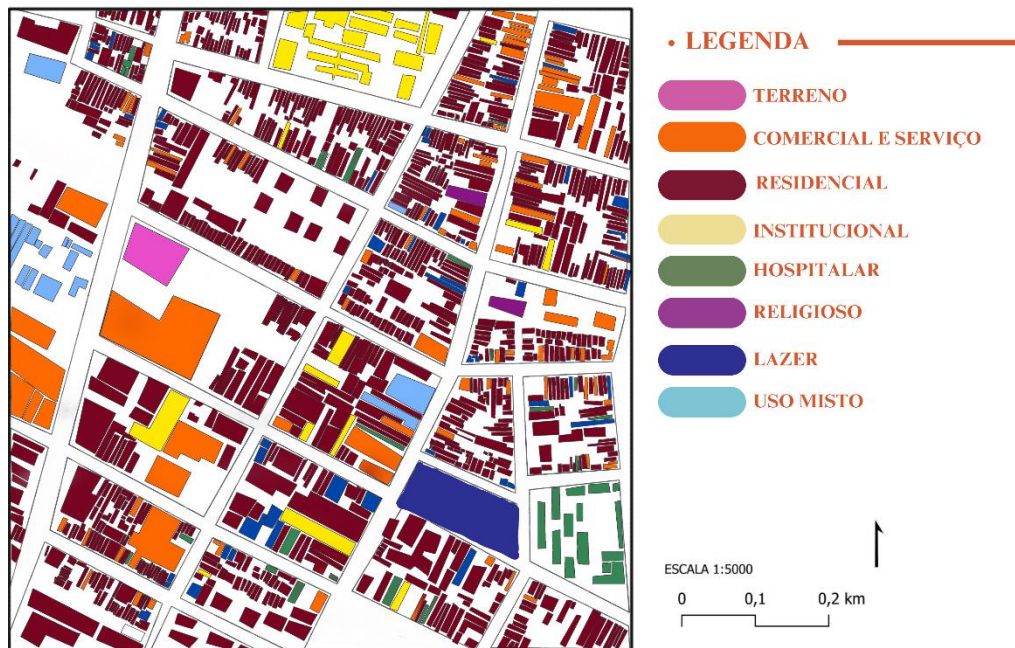 • LEGENDA
TERRENO
COMERCIAL E SERVIÇO
RESIDENCIAL
INSTITUCIONAL
HOSPITALAR
RELIGIOSO
LAZER
USO MISTO
ESCALA 1:5000
0 0,1 0,2 km